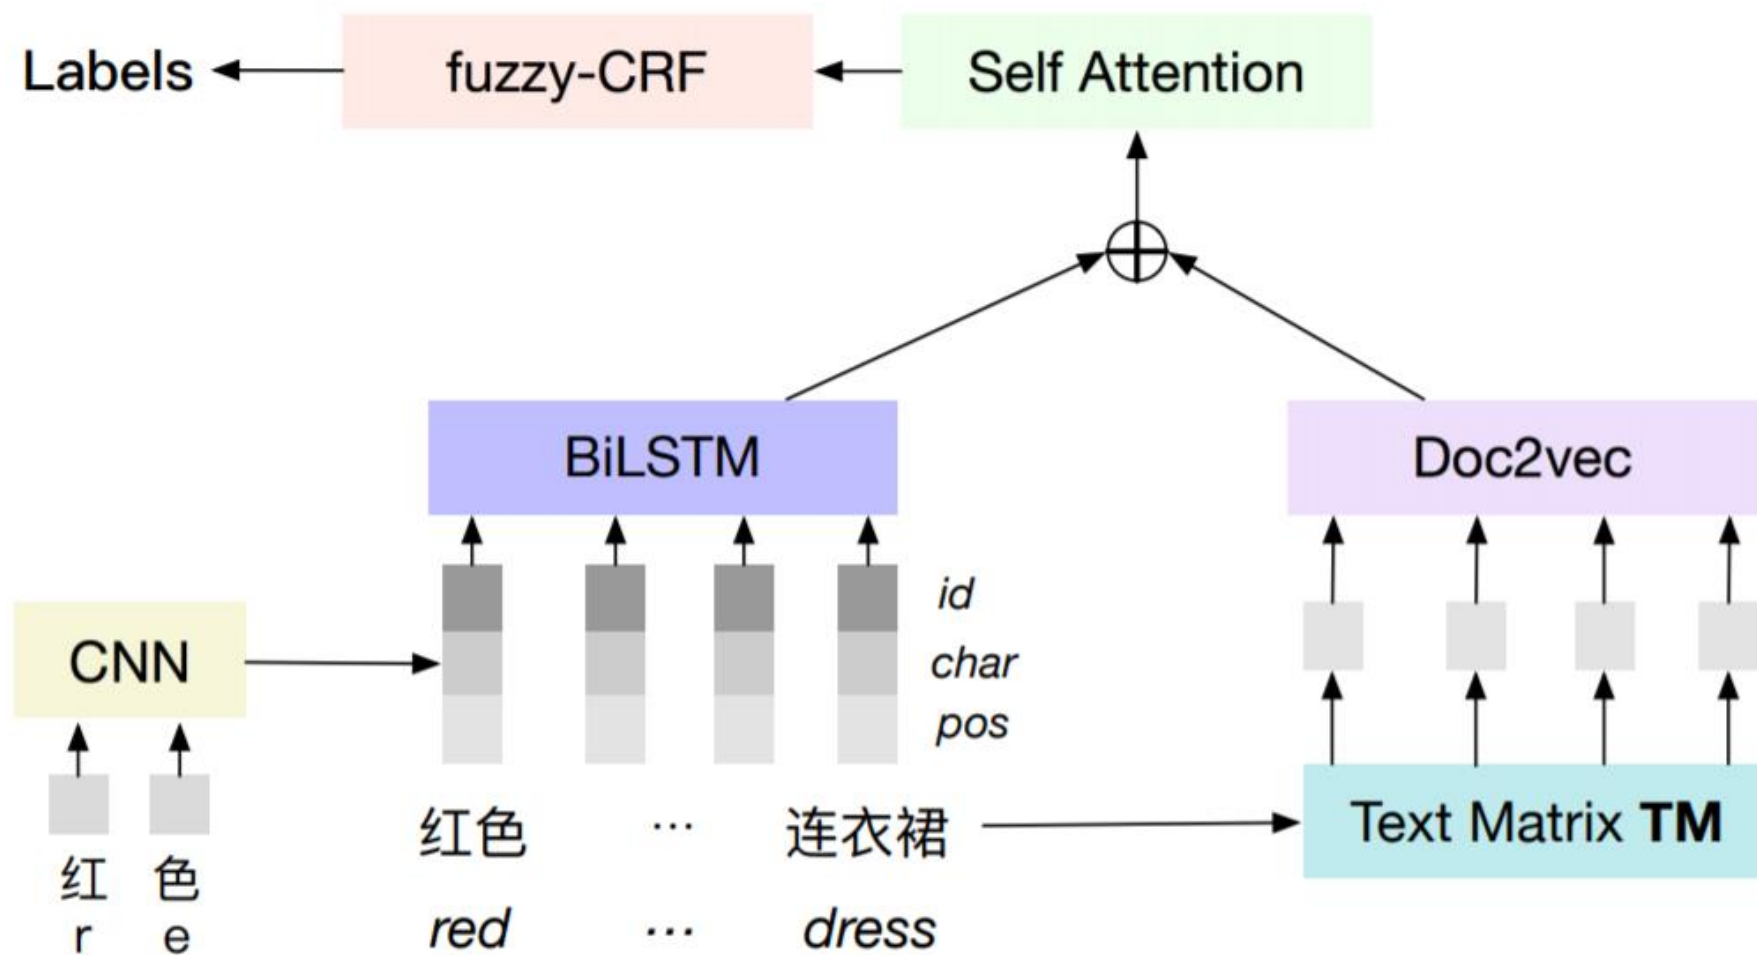 Labels
fuzzy-CRF
Self Attention
BiLSTM
Doc2vec
id
CNN
char
pos
红色 … 连衣裙
Text Matrix TM
红 色
r e
red … dress